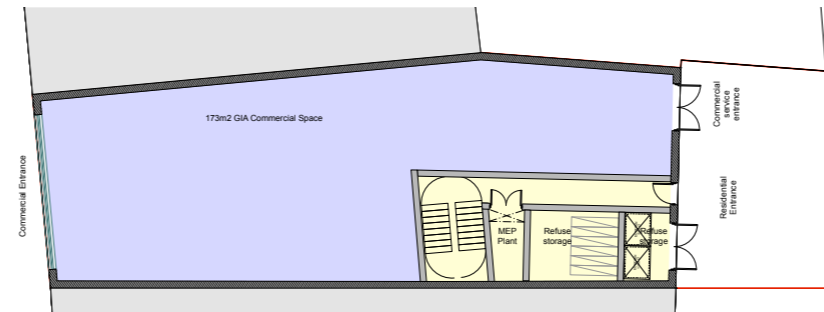 173m2 GIA Commercial Space
Commercial Entrance
Commercial
service
entrance
Residential
Entrance
MEP
Plant
Refuse
storage
Refuse
storage